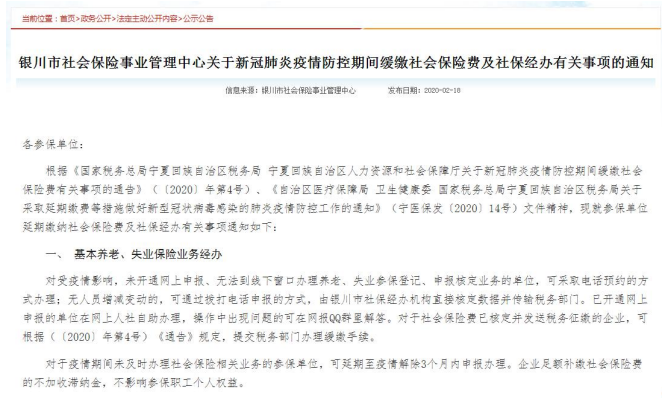 当前位置：首页>政务公开>法定主动公开内容>公示公告
银川市社会保险事业管理中心关于新冠肺炎疫情防控期间缓缴社会保险费及社保经办有关事项的通知
信息来源：银川市社会保险事业管理中心 发布日期：2020-02-18
各参保单位：
根据《国家税务总局宁夏回族自治区税务局 宁夏回族自治区人力资源和社会保障厅关于新冠肺炎疫情防控期间缓缴社会
保险费有关事项的通告》（〔2020〕年第4号）、《自治区医疗保障局 卫生健康委 国家税务总局宁夏回族自治区税务局关于
采取延期缴费等措施做好新型冠状病毒感染的肺炎疫情防控工作的通知》（宁医保发〔2020〕14号）文件精神，现就参保单位
延期缴纳社会保险费及社保经办有关事项通知如下：
一、 基本养老、失业保险业务经办
对受疫情影响，未开通网上申报、无法到线下窗口办理养老、失业参保登记、申报核定业务的单位，可采取电话预约的方
式办理；无人员增减变动的，可通过拨打电话申报的方式，由银川市社保经办机构直接核定数据并传输税务部门。已开通网上
申报的单位在网上人社自助办理，操作中出现问题的可在网报QQ群里解答。对于社会保险费已核定并发送税务征缴的企业，可
根据（〔2020〕年第4号）《通告》规定，提交税务部门办理缓缴手续。
对于疫情期间未及时办理社会保险相关业务的参保单位，可延期至疫情解除3个月内申报办理。企业足额补缴社会保险费
的不加收滞纳金，不影响参保职工个人权益。